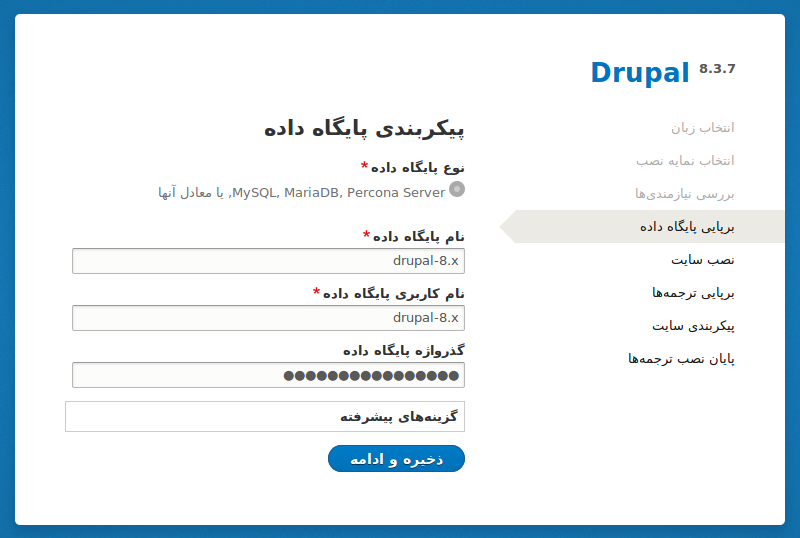 Drupal 8.3.7
انتخاب زبان
انتخاب نمایه نصب
بررسی نیازمندی‌ها
برپایی پایگاه داده
نصب سایت
برپایی ترجمه‌ها
پیکربندی سایت
پایان نصب ترجمه‌ها
پیکربندی پایگاه داده
نوع پایگاه داده*
MySQL, MariaDB, Percona Server, یا معادل آنها
نام پایگاه داده*
drupal-8.x
نام کاربری پایگاه داده*
drupal-8.x
گذرواژه پایگاه داده
●●●●●●●●●●●●●●●●
گزینه‌های پیشرفته
ذخیره و ادامه